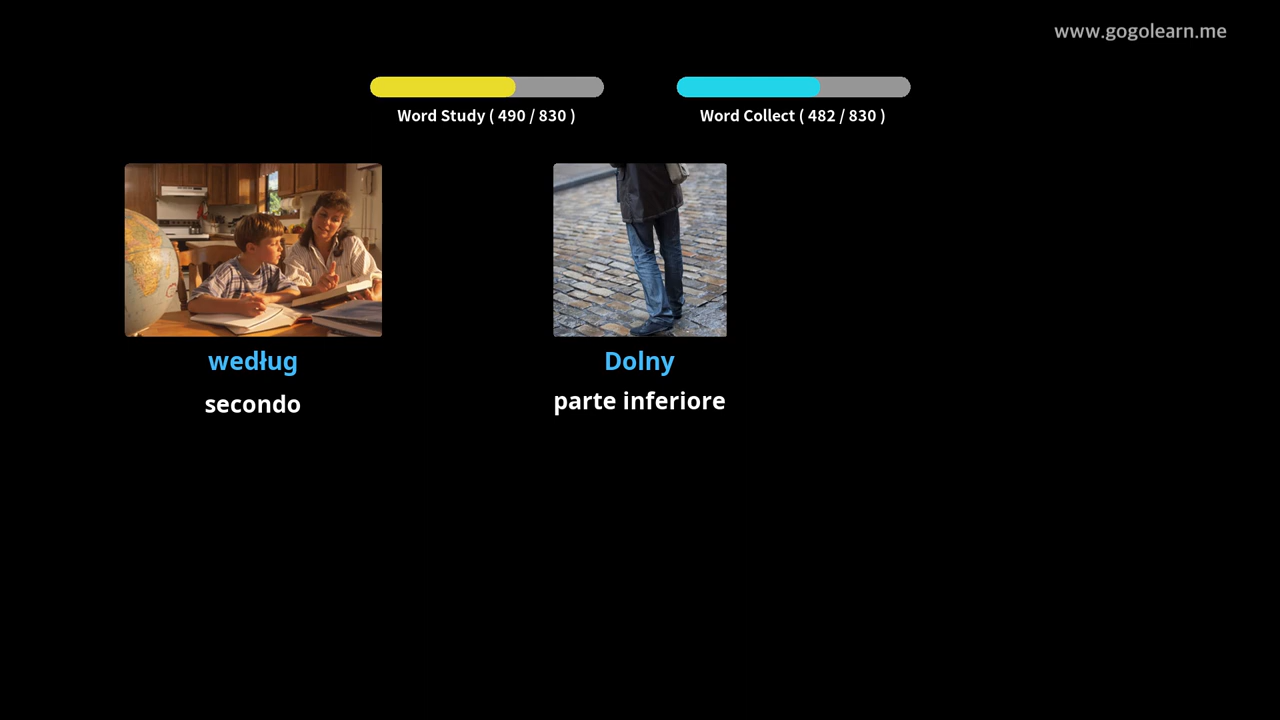 www.gogolearn.me
Word Study ( 490 / 830 )
Word Collect ( 482 / 830 )
według
secondo
Dolny
parte inferiore